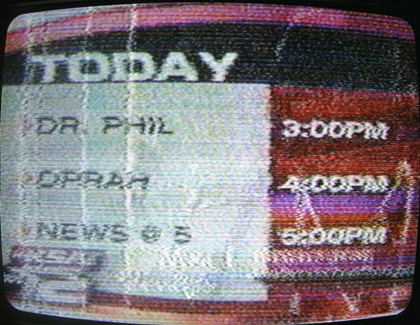 TODAY
DR. PHIL 3:00PM
OPRAH 4:00PM
NEWS @ 5 5:00PM